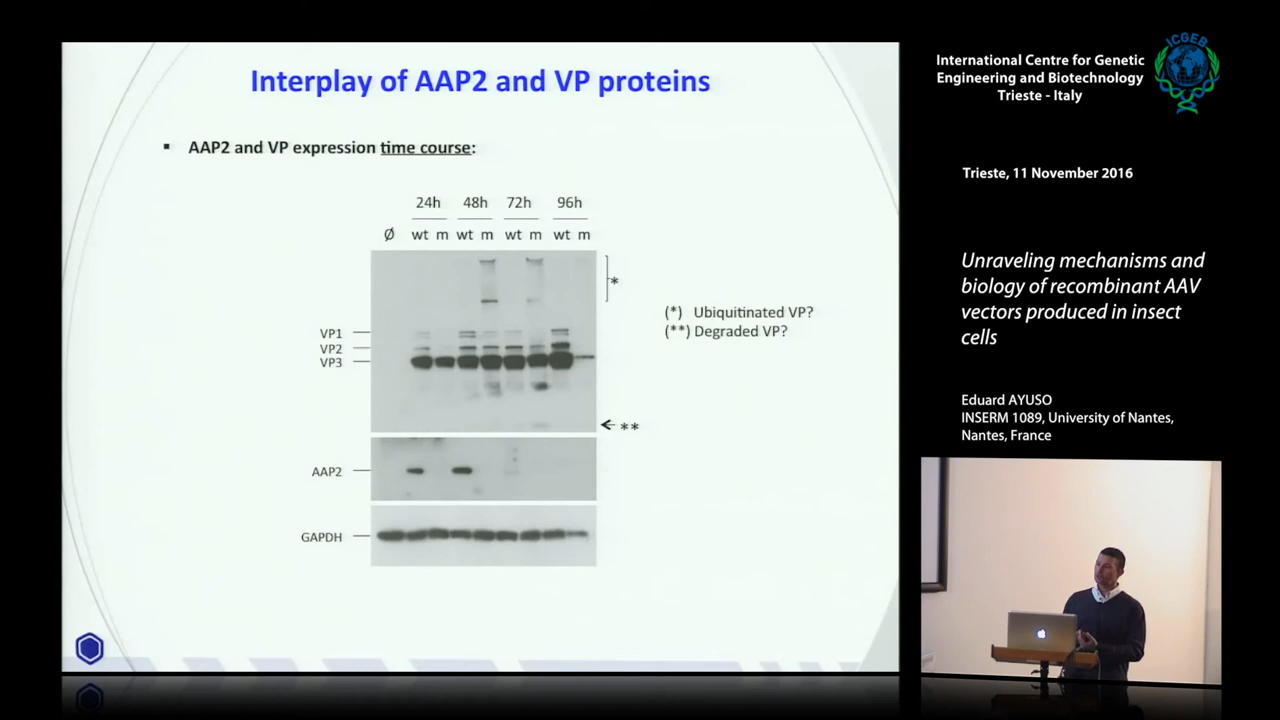 Interplay of AAP2 and VP proteins
▪ AAP2 and VP expression time course:
24h 48h 72h 96h
Ø wt m wt m wt m wt m
*
(*) Ubiquitinated VP?
(**) Degraded VP?
VP1
VP2
VP3
**
AAP2
GAPDH
ICGEB
International Centre for Genetic
Engineering and Biotechnology
Trieste - Italy
Trieste, 11 November 2016
Unraveling mechanisms and
biology of recombinant AAV
vectors produced in insect
cells
Eduard AYUSO
INSERM 1089, University of Nantes,
Nantes, France